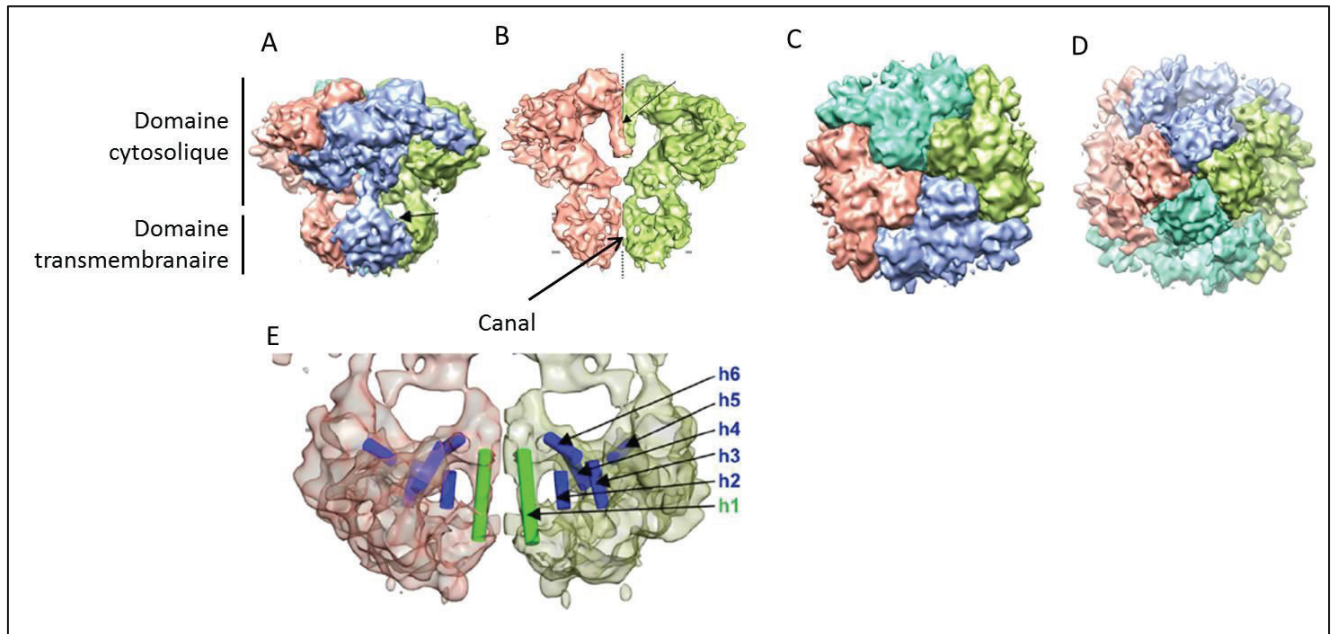 A
B
C
D
Domaine
cytosolique
Domaine
transmembranaire
Canal
E
h6
h5
h4
h3
h2
h1